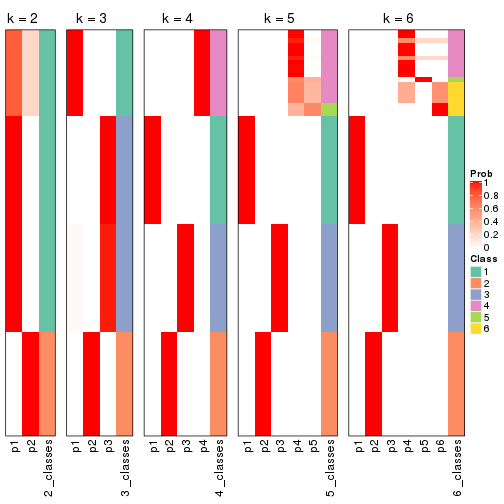 k = 2
k = 3
k = 4
k = 5
k = 6
p1
p2
2_classes
p1
p2
p3
3_classes
p1
p2
p3
p4
4_classes
p1
p2
p3
p4
p5
5_classes
p1
p2
p3
p4
p5
p6
6_classes
Prob
1
0.8
0.6
0.4
0.2
0
Class
1
2
3
4
5
6